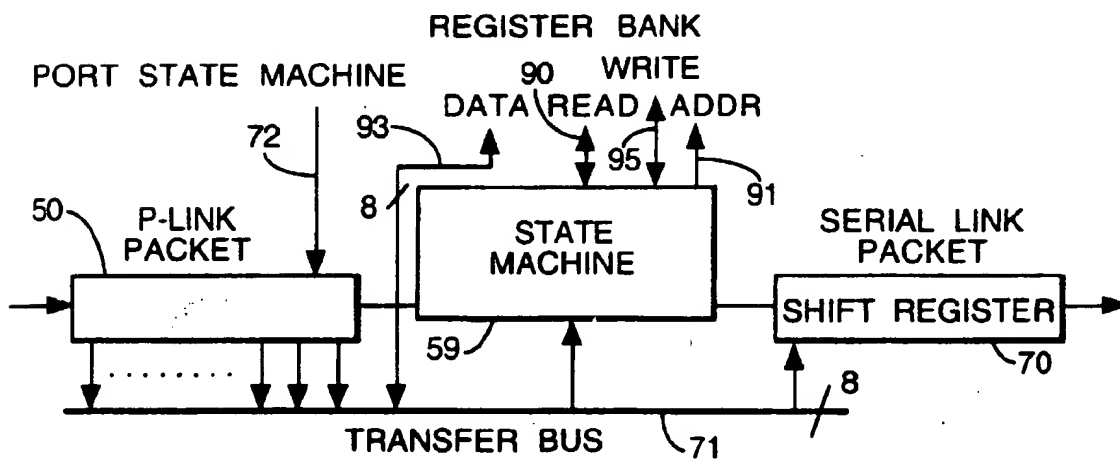 REGISTER BANK
PORT STATE MACHINE
90 WRITE
DATA READ ADDR
93
72
95
91
8
50
P-LINK
PACKET
STATE
MACHINE
SERIAL LINK
PACKET
SHIFT REGISTER
59
70
8
TRANSFER BUS
71